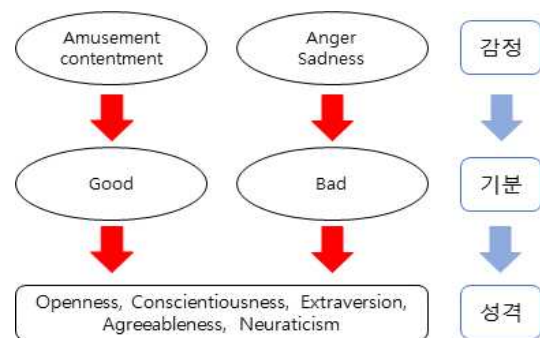 Amusement
contentment
Anger
Sadness
감정
Good
Bad
기분
Openness, Conscientiousness, Extraversion,
Agreeableness, Neuraticism
성격